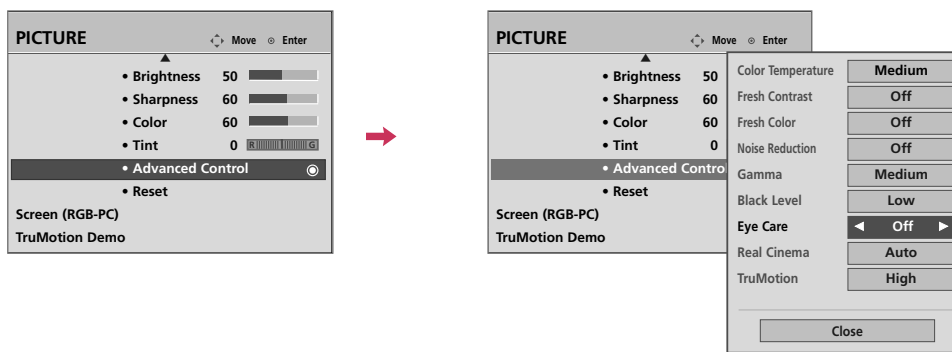 PICTURE Move Enter
• Brightness 50
• Sharpness 60
• Color 60
• Tint 0 R G
• Advanced Control
• Reset
Screen (RGB-PC)
TruMotion Demo
PICTURE Move Enter
• Brightness 50
• Sharpness 60
• Color 60
• Tint 0
• Advanced Control
• Reset
Screen (RGB-PC)
TruMotion Demo
Color Temperature Medium
Fresh Contrast Off
Fresh Color Off
Noise Reduction Off
Gamma Medium
Black Level Low
Eye Care ◀ Off ▶
Real Cinema Auto
TruMotion High
Close